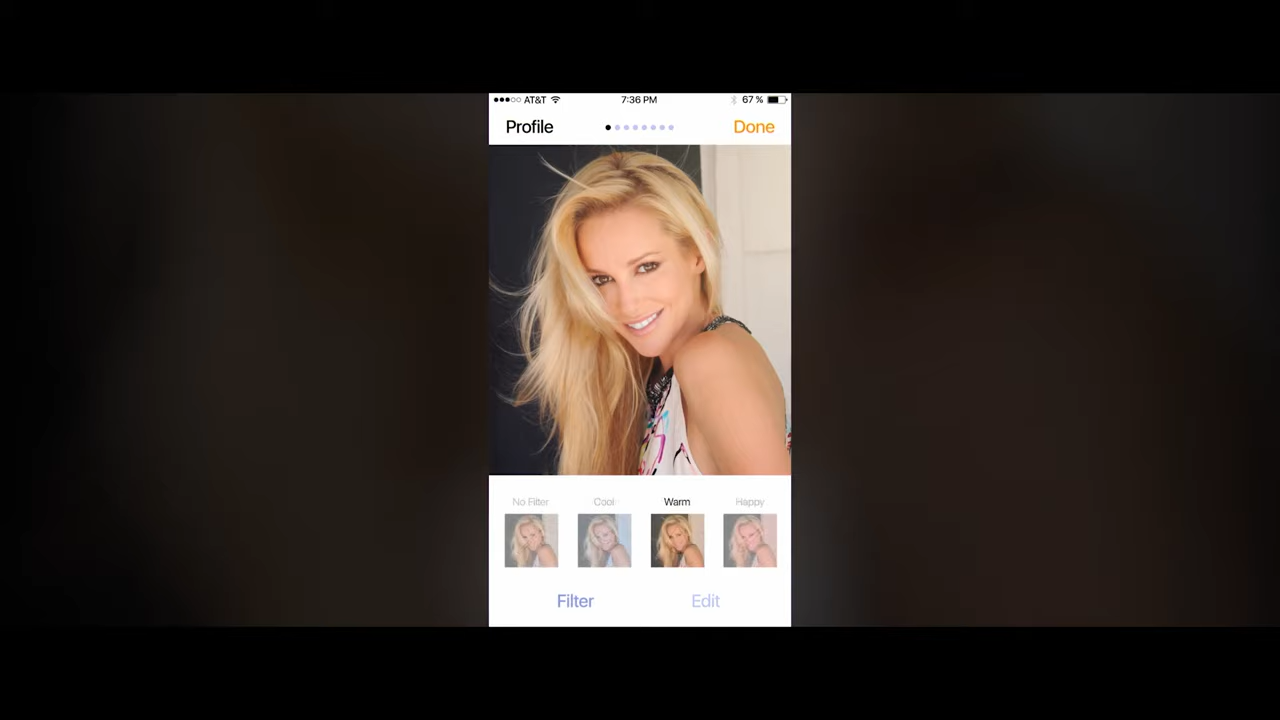 AT&T 7:36 PM 67 %
Profile Done
No Filter Cool Warm Happy
Filter Edit